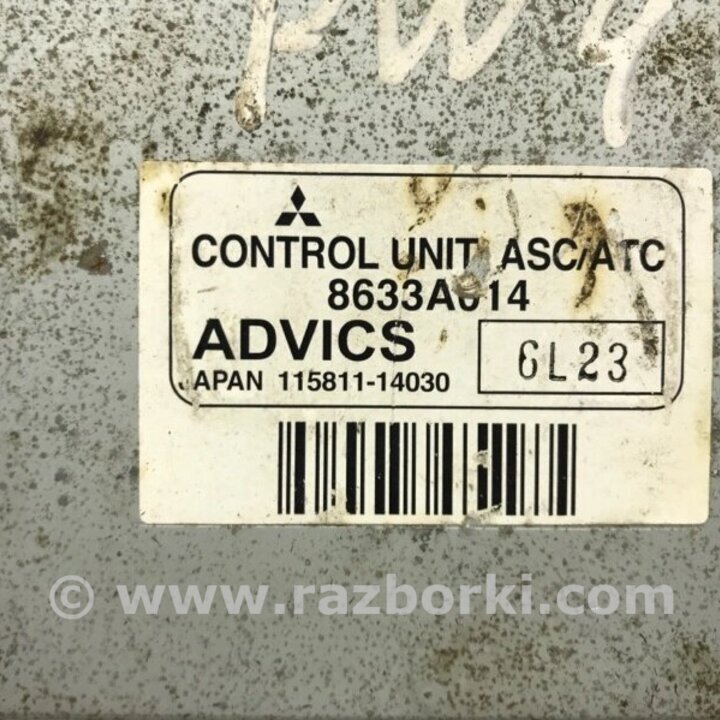 CONTROL UNIT ASC/ATC
8633A014
ADVICS
6L23
APAN 115811-14030
© www.razborki.com